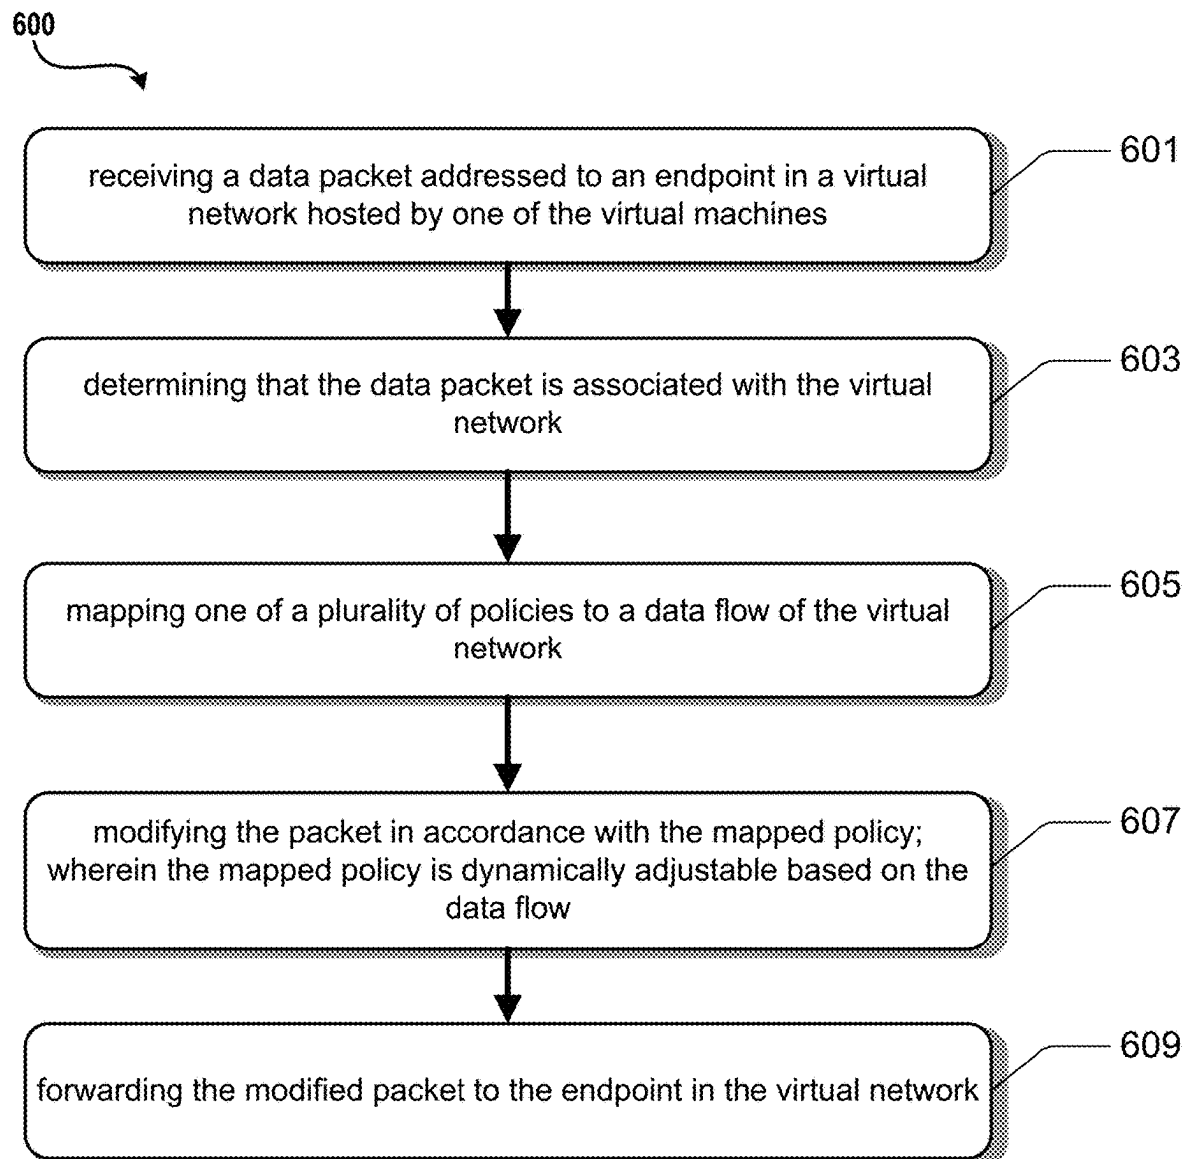 600
receiving a data packet addressed to an endpoint in a virtual
network hosted by one of the virtual machines
601
determining that the data packet is associated with the virtual
network
603
mapping one of a plurality of policies to a data flow of the virtual
network
605
modifying the packet in accordance with the mapped policy;
wherein the mapped policy is dynamically adjustable based on the
data flow
607
forwarding the modified packet to the endpoint in the virtual network
609